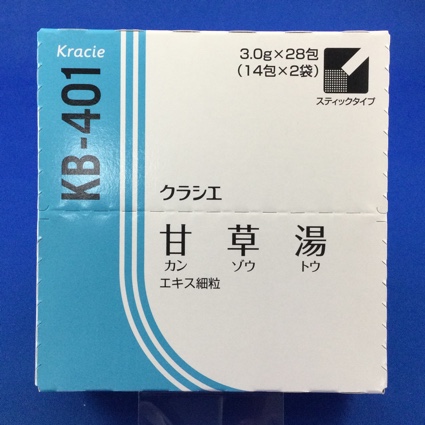 Kracie
KB-401
3.0g×28包
（14包×2袋）
スティックタイプ
クラシエ
甘草湯
カンゾウトウ
エキス細粒